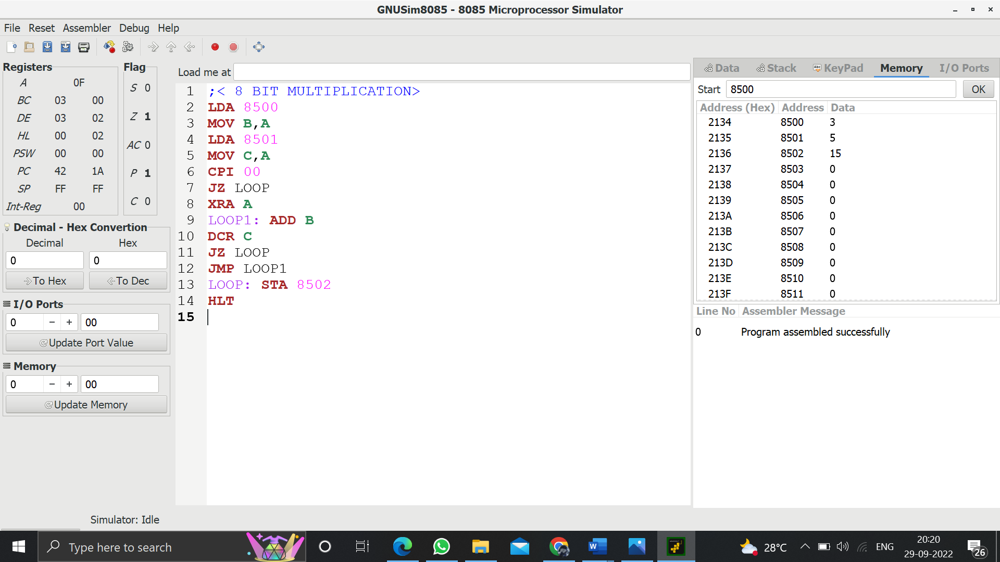 GNUSim8085 - 8085 Microprocessor Simulator
File Reset Assembler Debug Help
Registers
A 0F
BC 03 00
DE 03 02
HL 00 02
PSW 00 00
PC 42 1A
SP FF FF
Int-Reg 00
Flag
S 0
Z 1
AC 0
P 1
C 0
Decimal - Hex Convertion
Decimal Hex
0 0
To Hex To Dec
I/O Ports
0 − + 00
Update Port Value
Memory
0 − + 00
Update Memory
Simulator: Idle
Load me at
1 ;< 8 BIT MULTIPLICATION>
2 LDA 8500
3 MOV B,A
4 LDA 8501
5 MOV C,A
6 CPI 00
7 JZ LOOP
8 XRA A
9 LOOP1: ADD B
10 DCR C
11 JZ LOOP
12 JMP LOOP1
13 LOOP: STA 8502
14 HLT
15
Data Stack Abc KeyPad Memory I/O Ports
Start 8500 OK
Address (Hex) Address Data
2134 8500 3
2135 8501 5
2136 8502 15
2137 8503 0
2138 8504 0
2139 8505 0
213A 8506 0
213B 8507 0
213C 8508 0
213D 8509 0
213E 8510 0
213F 8511 0
Line No Assembler Message
0 Program assembled successfully
Type here to search
W
28°C
ENG
20:20
29-09-2022
26